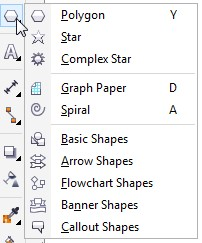 Polygon Y
Star
Complex Star
Graph Paper D
Spiral A
Basic Shapes
Arrow Shapes
Flowchart Shapes
Banner Shapes
Callout Shapes